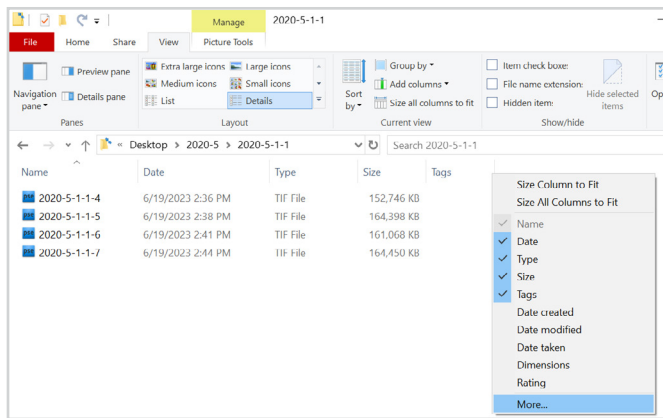 Manage 2020-5-1-1
File Home Share View Picture Tools
Preview pane
Navigation pane
Details pane
Panes
Extra large icons Large icons
Medium icons Small icons
List Details
Layout
Sort by
Group by
Add columns
Size all columns to fit
Current view
Item check boxe:
File name extension:
Hidden item:
Hide selected items
Show/hide
« Desktop > 2020-5 > 2020-5-1-1
Search 2020-5-1-1
Name Date Type Size Tags
2020-5-1-1-4 6/19/2023 2:36 PM TIF File 152,746 KB
2020-5-1-1-5 6/19/2023 2:38 PM TIF File 164,398 KB
2020-5-1-1-6 6/19/2023 2:41 PM TIF File 161,068 KB
2020-5-1-1-7 6/19/2023 2:44 PM TIF File 164,450 KB
Size Column to Fit
Size All Columns to Fit
Name
Date
Type
Size
Tags
Date created
Date modified
Date taken
Dimensions
Rating
More...